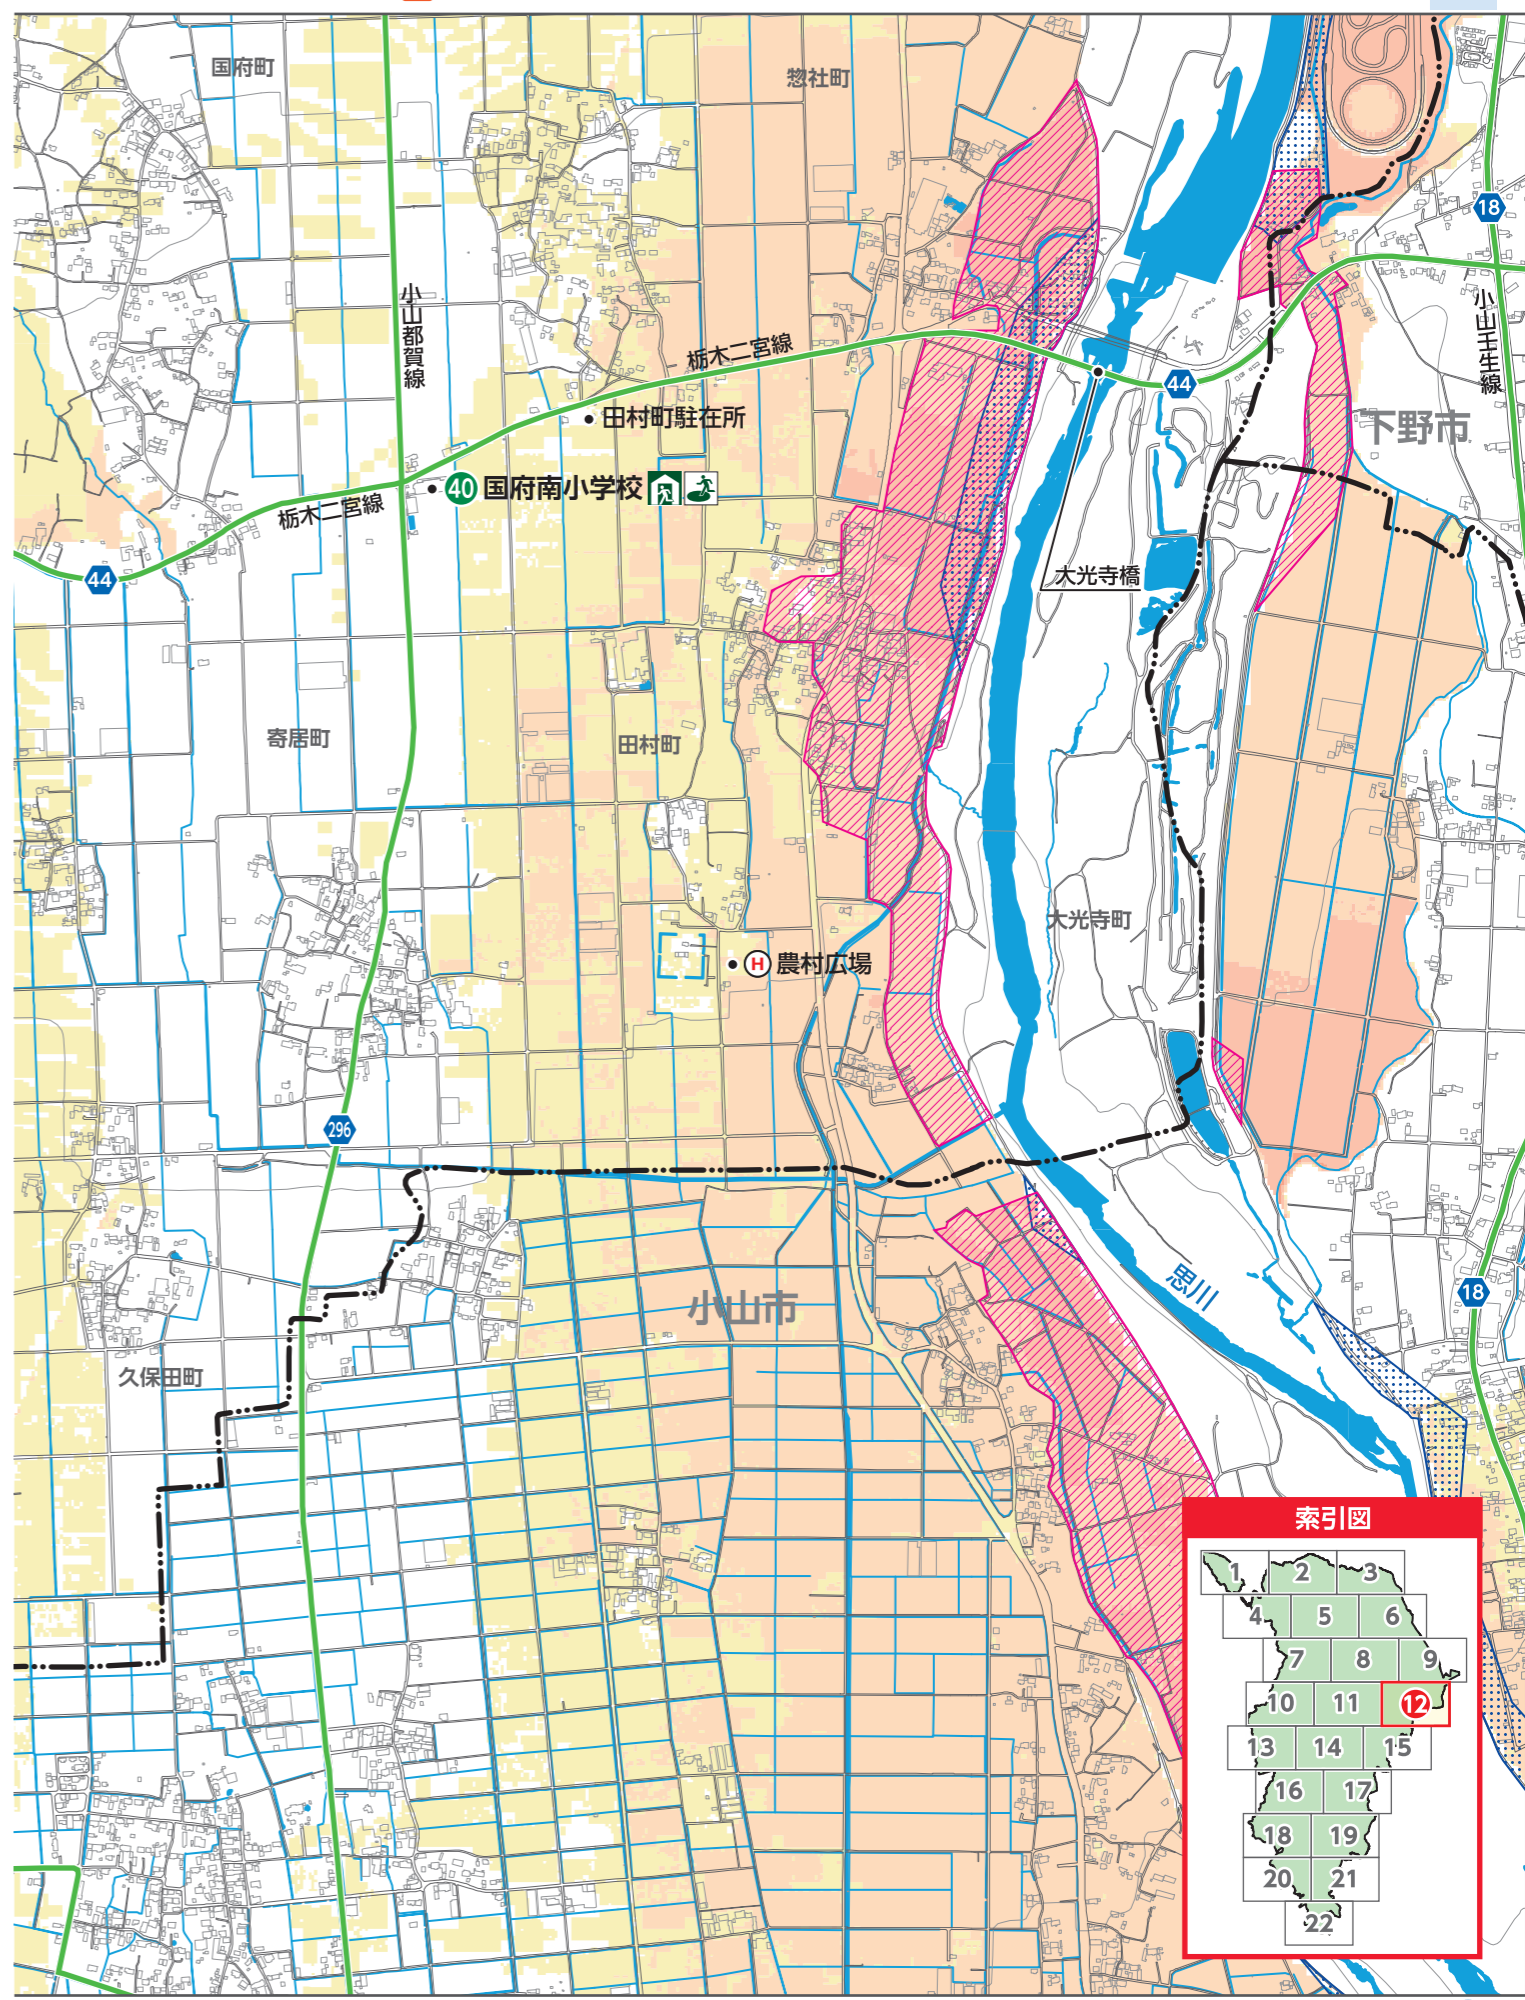 国府町
惣社町
18
小山都賀線
小山壬生線
栃木二宮線
44
下野市
田村町駐在所
40 国府南小学校
栃木二宮線
44
大光寺橋
寄居町
田村町
大光寺町
H 農村広場
296
思川
18
小山市
久保田町
索引図
1 2 3
4 5 6
7 8 9
10 11 12
13 14 15
16 17
18 19
20 21
22